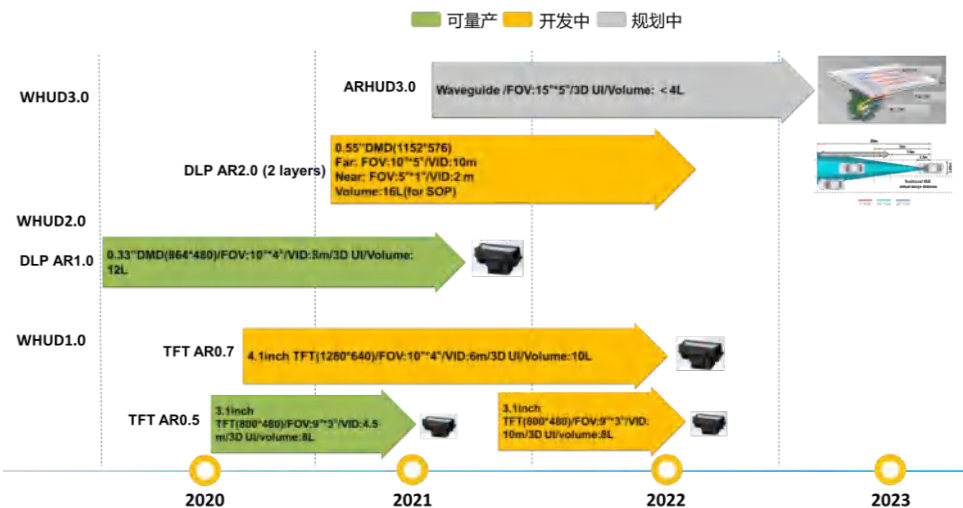 可量产 开发中 规划中
WHUD3.0
ARHUD3.0
Waveguide /FOV:15°*5°/3D UI/Volume: <4L
DLP AR2.0 (2 layers)
0.55''DMD(1152*576)
Far: FOV:10°*5°/VID:10m
Near: FOV:5°*1°/VID:2 m
Volume:16L(for SOP)
Traditional HUD
virtual image distance
WHUD2.0
DLP AR1.0
0.33''DMD(864*480)/FOV:10°*4°/VID:8m/3D UI/Volume:
12L
WHUD1.0
TFT AR0.7
4.1inch TFT(1280*640)/FOV:10°*4°/VID:6m/3D UI/Volume:10L
TFT AR0.5
3.1inch
TFT(800*480)/FOV:9°*3°/VID:4.5
m/3D UI/volume:8L
3.1inch
TFT(800*480)/FOV:9°*3°/VID:
10m/3D UI/volume:8L
2020 2021 2022 2023